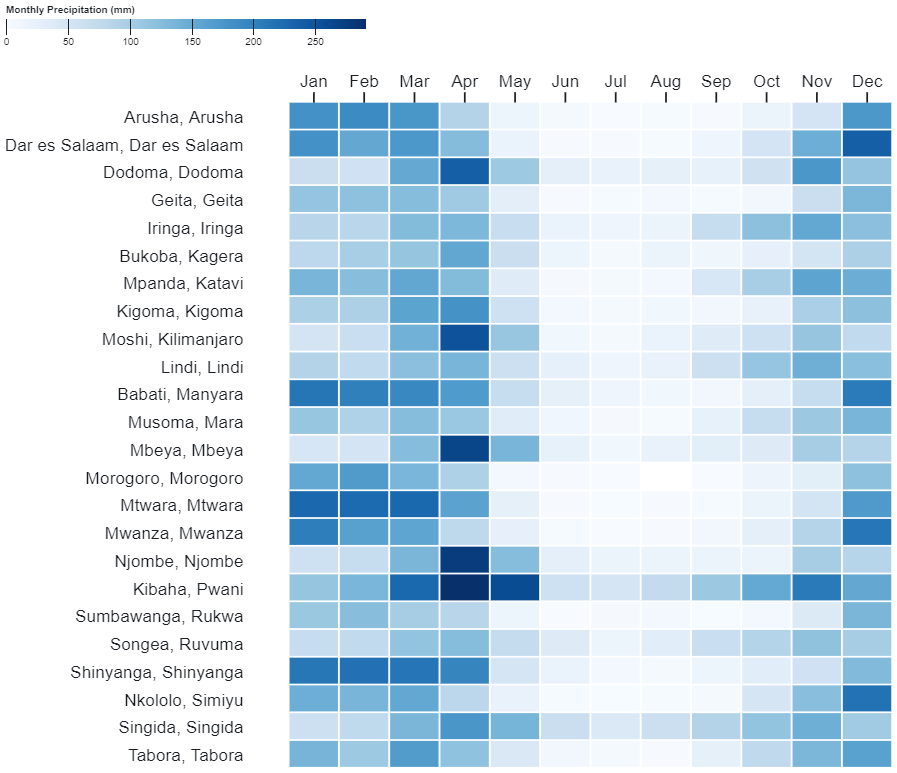 Monthly Precipitation (mm)
0 50 100 150 200 250
Jan Feb Mar Apr May Jun Jul Aug Sep Oct Nov Dec
Arusha, Arusha
Dar es Salaam, Dar es Salaam
Dodoma, Dodoma
Geita, Geita
Iringa, Iringa
Bukoba, Kagera
Mpanda, Katavi
Kigoma, Kigoma
Moshi, Kilimanjaro
Lindi, Lindi
Babati, Manyara
Musoma, Mara
Mbeya, Mbeya
Morogoro, Morogoro
Mtwara, Mtwara
Mwanza, Mwanza
Njombe, Njombe
Kibaha, Pwani
Sumbawanga, Rukwa
Songea, Ruvuma
Shinyanga, Shinyanga
Nkololo, Simiyu
Singida, Singida
Tabora, Tabora